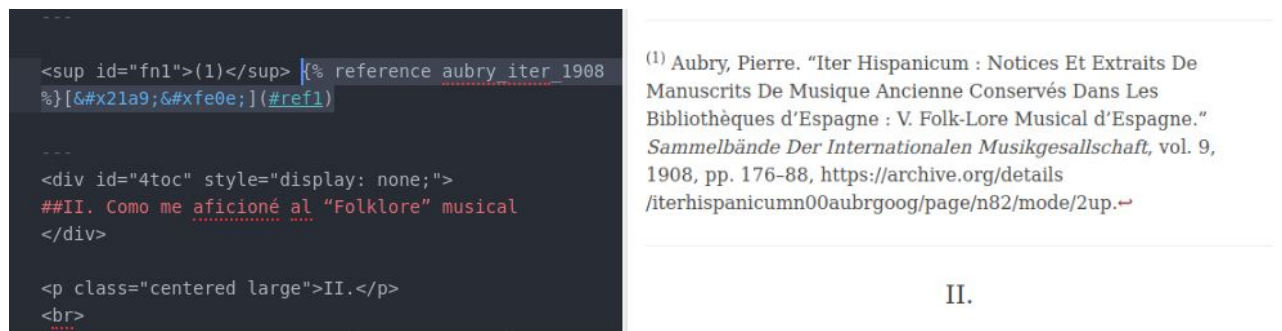 ---
<sup id="fn1">(1)</sup> {% reference aubry_iter_1908
%}[&#x21a9;&#xfe0e;](#ref1)
---
<div id="4toc" style="display: none;">
##II. Como me aficioné al “Folklore” musical
</div>
<p class="centered large">II.</p>
<br>
(1) Aubry, Pierre. “Iter Hispanicum : Notices Et Extraits De
Manuscrits De Musique Ancienne Conservés Dans Les
Bibliothèques d’Espagne : V. Folk-Lore Musical d’Espagne.”
Sammelbände Der Internationalen Musikgesallschaft, vol. 9,
1908, pp. 176–88, https://archive.org/details
/iterhispanicumn00aubrgoog/page/n82/mode/2up.↩
II.